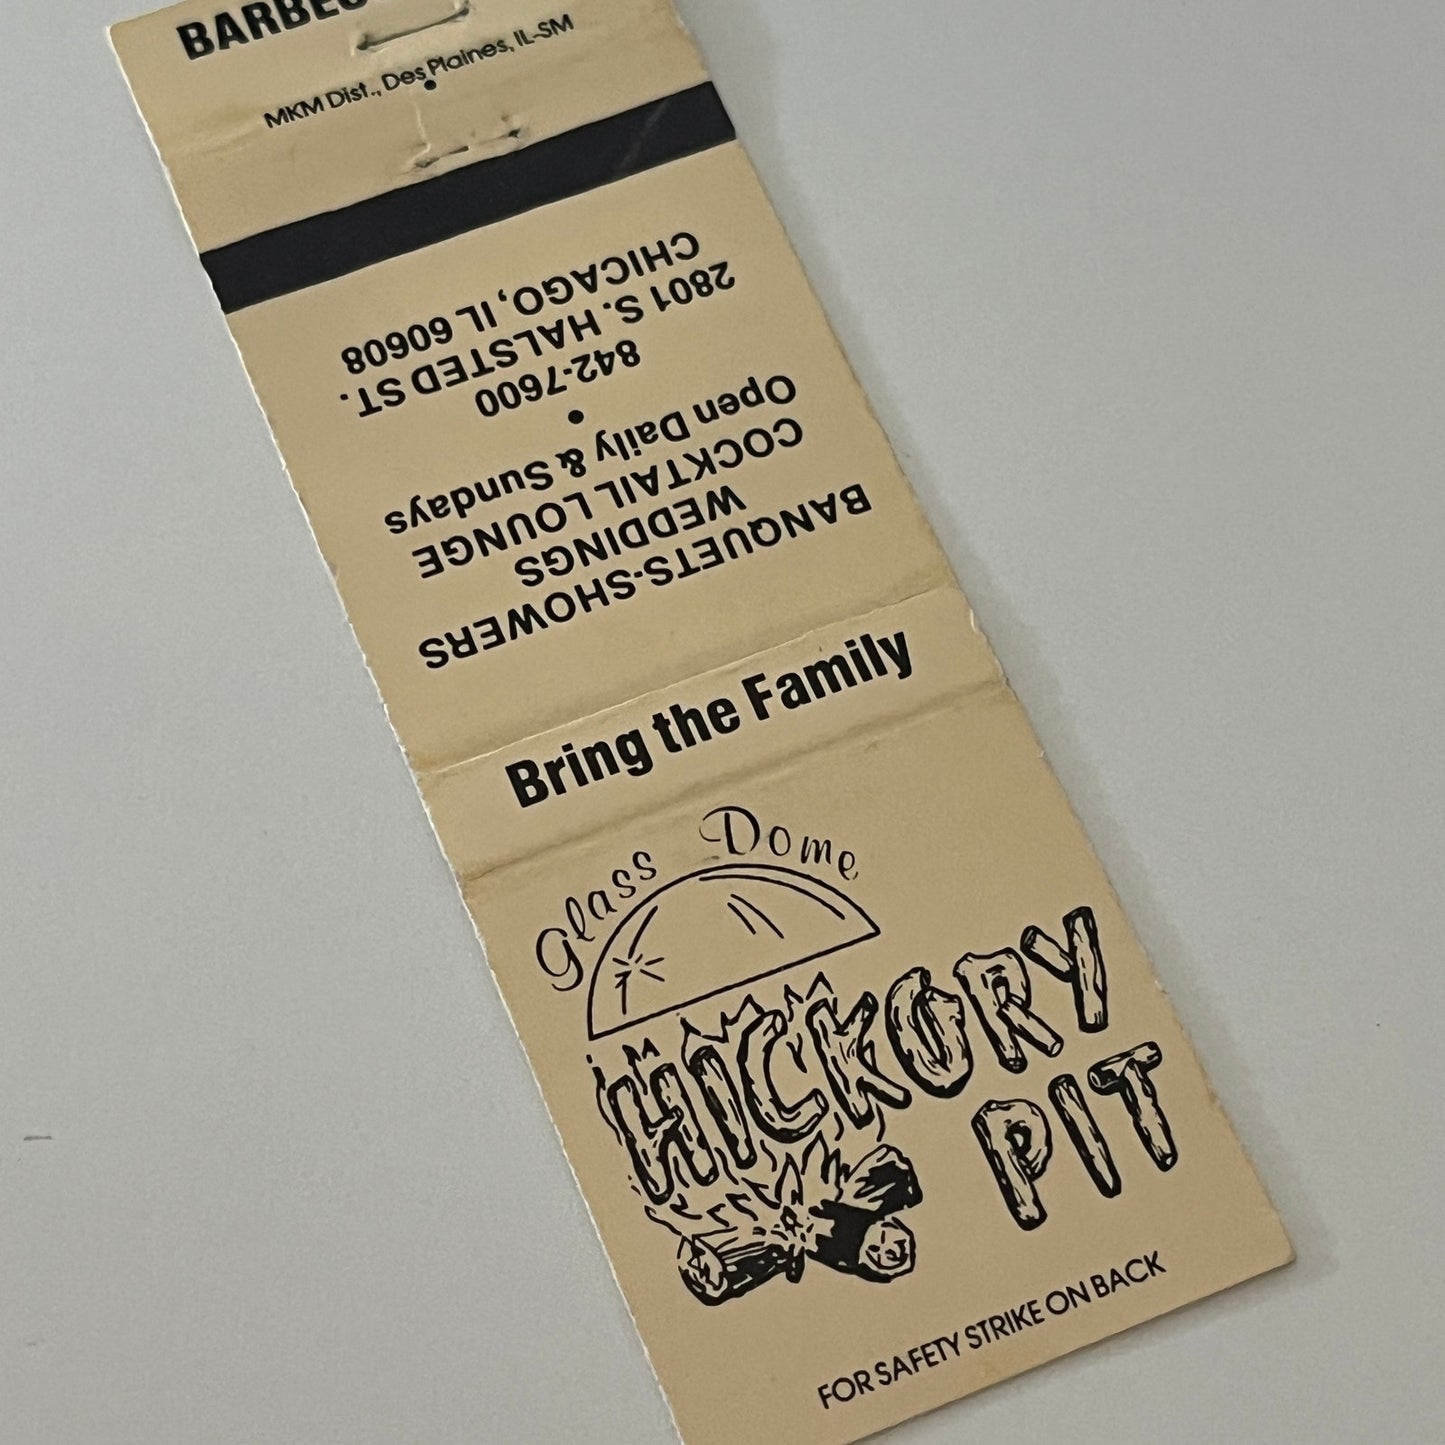 MKM Dist., Des Plaines, IL-SM
CHICAGO, IL 60608
2801 S. HALSTED ST.
842-7600
•
Open Daily & Sundays
COCKTAIL LOUNGE
WEDDINGS
BANQUETS-SHOWERS
Bring the Family
Glass Dome
HICKORY
PIT
FOR SAFETY STRIKE ON BACK